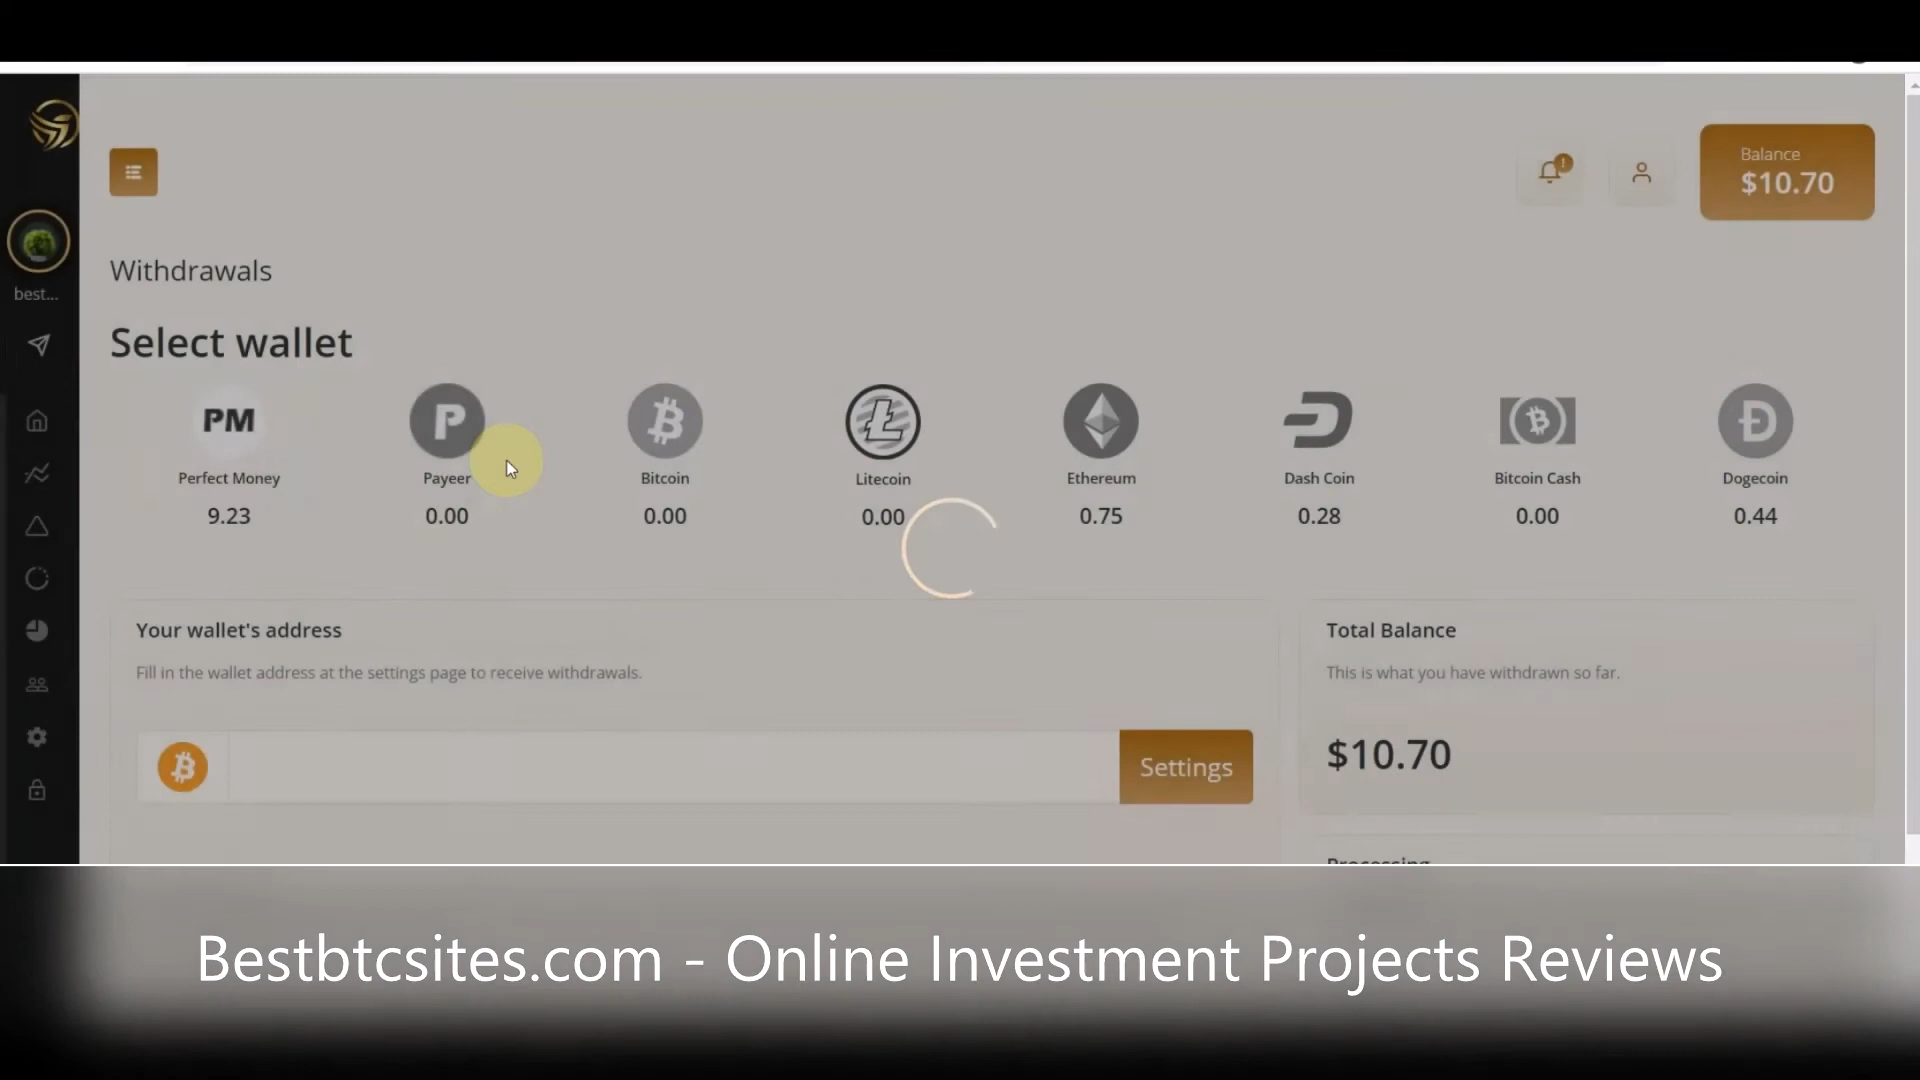 Balance
$10.70
best...
Withdrawals
Select wallet
PM
Perfect Money
9.23
Payeer
0.00
Bitcoin
0.00
Litecoin
0.00
Ethereum
0.75
Dash Coin
0.28
Bitcoin Cash
0.00
Dogecoin
0.44
Your wallet's address
Fill in the wallet address at the settings page to receive withdrawals.
Settings
Total Balance
This is what you have withdrawn so far.
$10.70
Processing
Bestbtcsites.com - Online Investment Projects Reviews